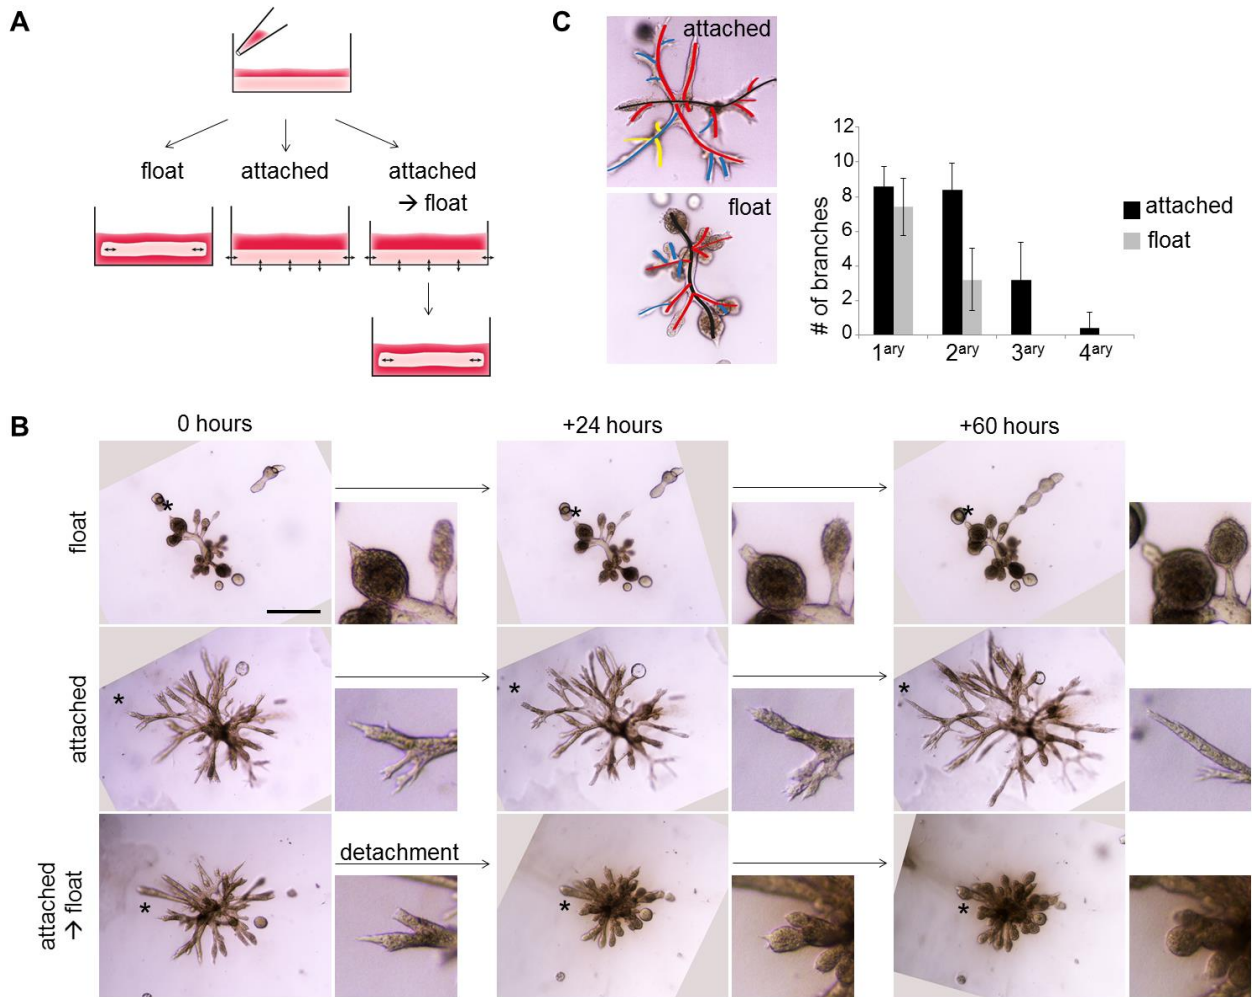 A
float
attached
attached
→ float
C
attached
float
# of branches
12
10
8
6
4
2
0
1ary
2ary
3ary
4ary
attached
float
B
0 hours
+24 hours
+60 hours
float
*
*
*
attached
*
*
*
attached
→ float
detachment
*
*
*